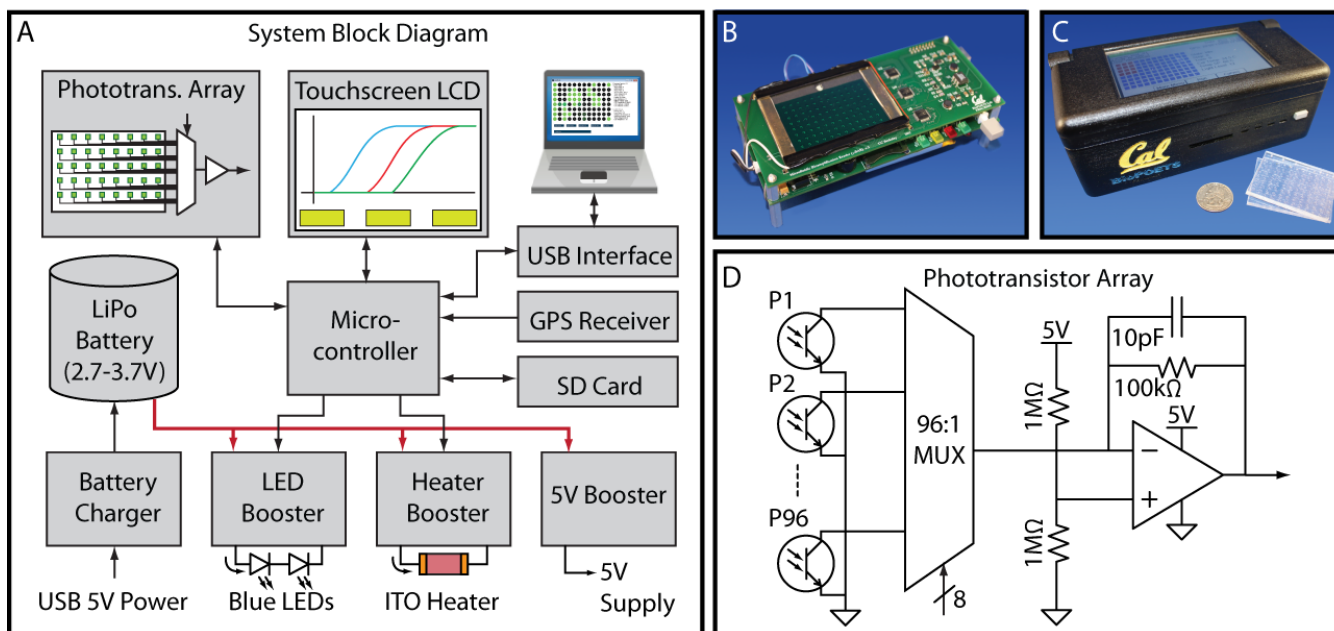 A
System Block Diagram
Phototrans. Array
Touchscreen LCD
LiPo
Battery
(2.7-3.7V)
Micro-
controller
USB Interface
GPS Receiver
SD Card
Battery
Charger
LED
Booster
Heater
Booster
5V Booster
USB 5V Power
Blue LEDs
ITO Heater
5V
Supply
B
Cal
C
Cal
BioPOETS
D
Phototransistor Array
P1
P2
P96
96:1
MUX
8
5V
1MΩ
1MΩ
10pF
100kΩ
5V
−
+